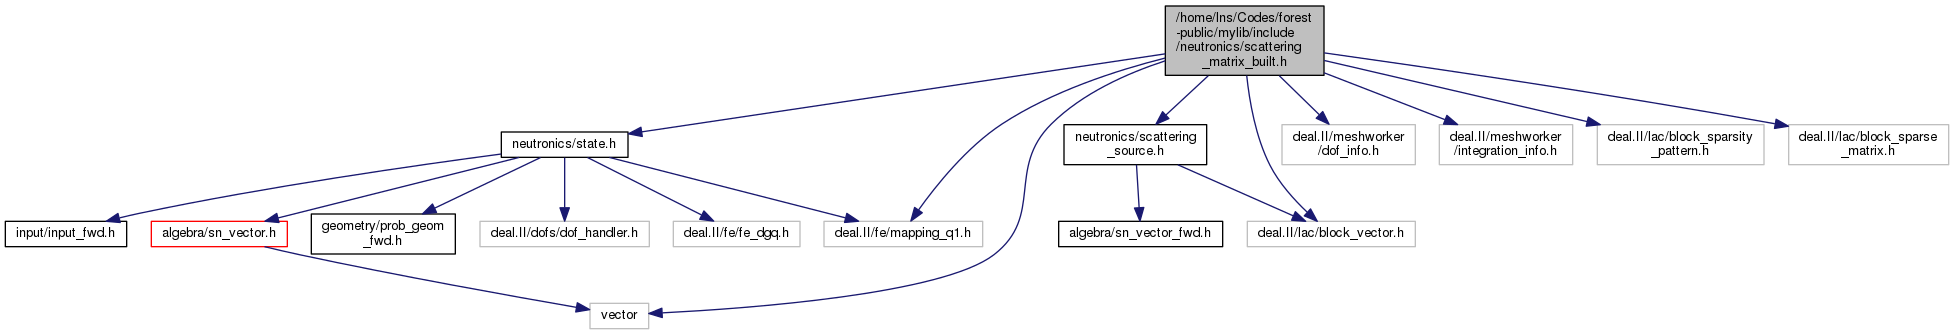 /home/lns/Codes/forest
-public/mylib/include
/neutronics/scattering
_matrix_built.h
neutronics/state.h
neutronics/scattering
_source.h
deal.II/meshworker
/dof_info.h
deal.II/meshworker
/integration_info.h
deal.II/lac/block_sparsity
_pattern.h
deal.II/lac/block_sparse
_matrix.h
input/input_fwd.h
algebra/sn_vector.h
geometry/prob_geom
_fwd.h
deal.II/dofs/dof_handler.h
deal.II/fe/fe_dgq.h
deal.II/fe/mapping_q1.h
algebra/sn_vector_fwd.h
deal.II/lac/block_vector.h
vector